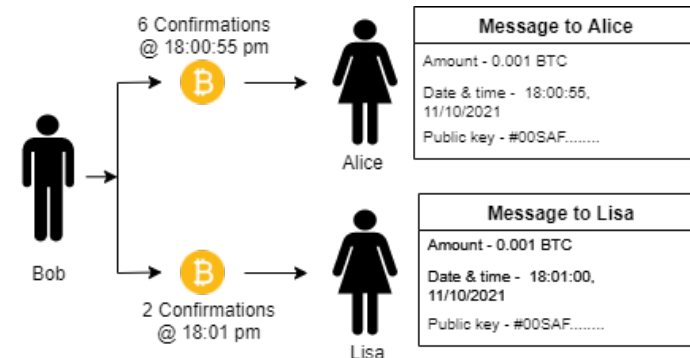 6 Confirmations
@ 18:00:55 pm
Message to Alice
Amount - 0.001 BTC
Date & time - 18:00:55,
11/10/2021
Public key - #00SAF........
Alice
Bob
Message to Lisa
Amount - 0.001 BTC
Date & time - 18:01:00,
11/10/2021
Public key - #00SAF........
2 Confirmations
@ 18:01 pm
Lisa